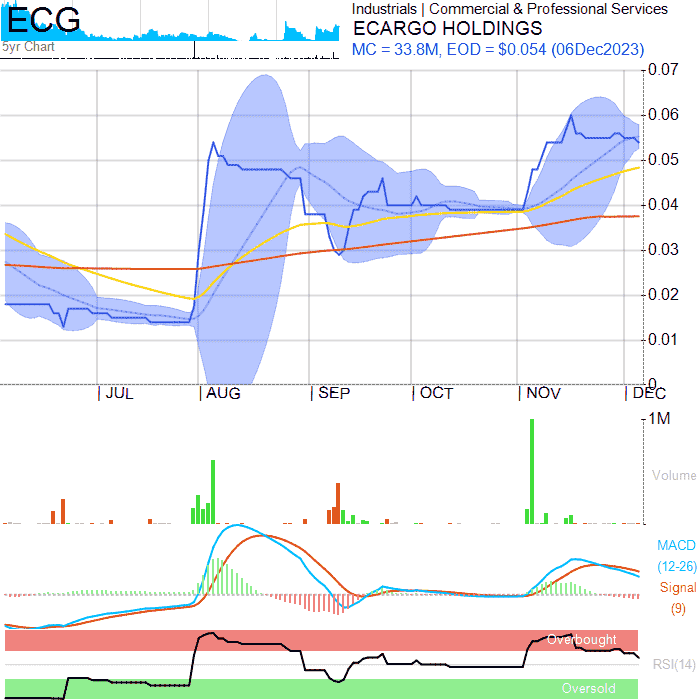 ECG
5yr Chart
Industrials | Commercial & Professional Services
ECARGO HOLDINGS
MC = 33.8M, EOD = $0.054 (06Dec2023)
0.07
0.06
0.05
0.04
0.03
0.02
0.01
0
JUL AUG SEP OCT NOV DEC
1M
Volume
MACD
(12-26)
Signal
(9)
Overbought
RSI(14)
Oversold